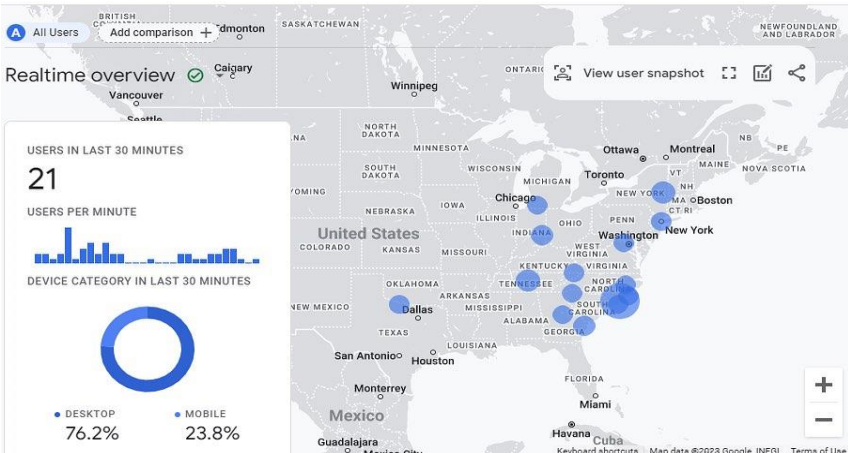 BRITISH COLUMBIA
SASKATCHEWAN
NEWFOUNDLAND AND LABRADOR
A All Users
Add comparison +
Edmonton
Realtime overview
Calgary
ONTARIO
View user snapshot
Winnipeg
Vancouver
Seattle
USERS IN LAST 30 MINUTES
21
USERS PER MINUTE
DEVICE CATEGORY IN LAST 30 MINUTES
DESKTOP
76.2%
MOBILE
23.8%
NORTH DAKOTA
MINNESOTA
SOUTH DAKOTA
WISCONSIN
MICHIGAN
Ottawa
Montreal
Toronto
NB
PE
MAINE
NOVA SCOTIA
VT
NH
NEW YORK
MA
Boston
CT RI
Chicago
NEBRASKA
IOWA
ILLINOIS
INDIANA
OHIO
PENN
New York
Washington
United States
COLORADO
KANSAS
MISSOURI
WEST VIRGINIA
KENTUCKY
VIRGINIA
OKLAHOMA
TENNESSEE
NORTH CAROLINA
ARKANSAS
NEW MEXICO
Dallas
MISSISSIPPI
SOUTH CAROLINA
ALABAMA
GEORGIA
TEXAS
LOUISIANA
San Antonio
Houston
FLORIDA
Monterrey
Miami
Mexico
Havana
Cuba
Guadalajara
Mexico City
Keyboard shortcuts
Map data ©2023 Google, INEGI
Terms of Use